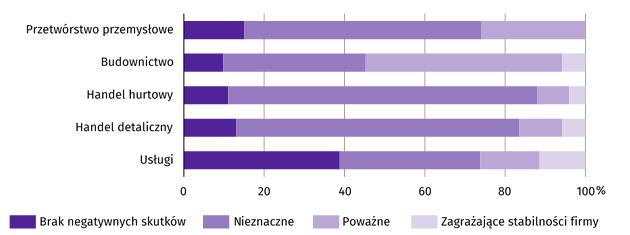 Przetwórstwo przemysłowe
Budownictwo
Handel hurtowy
Handel detaliczny
Usługi
0 20 40 60 80 100%
Brak negatywnych skutków Nieznaczne Poważne Zagrażające stabilności firmy